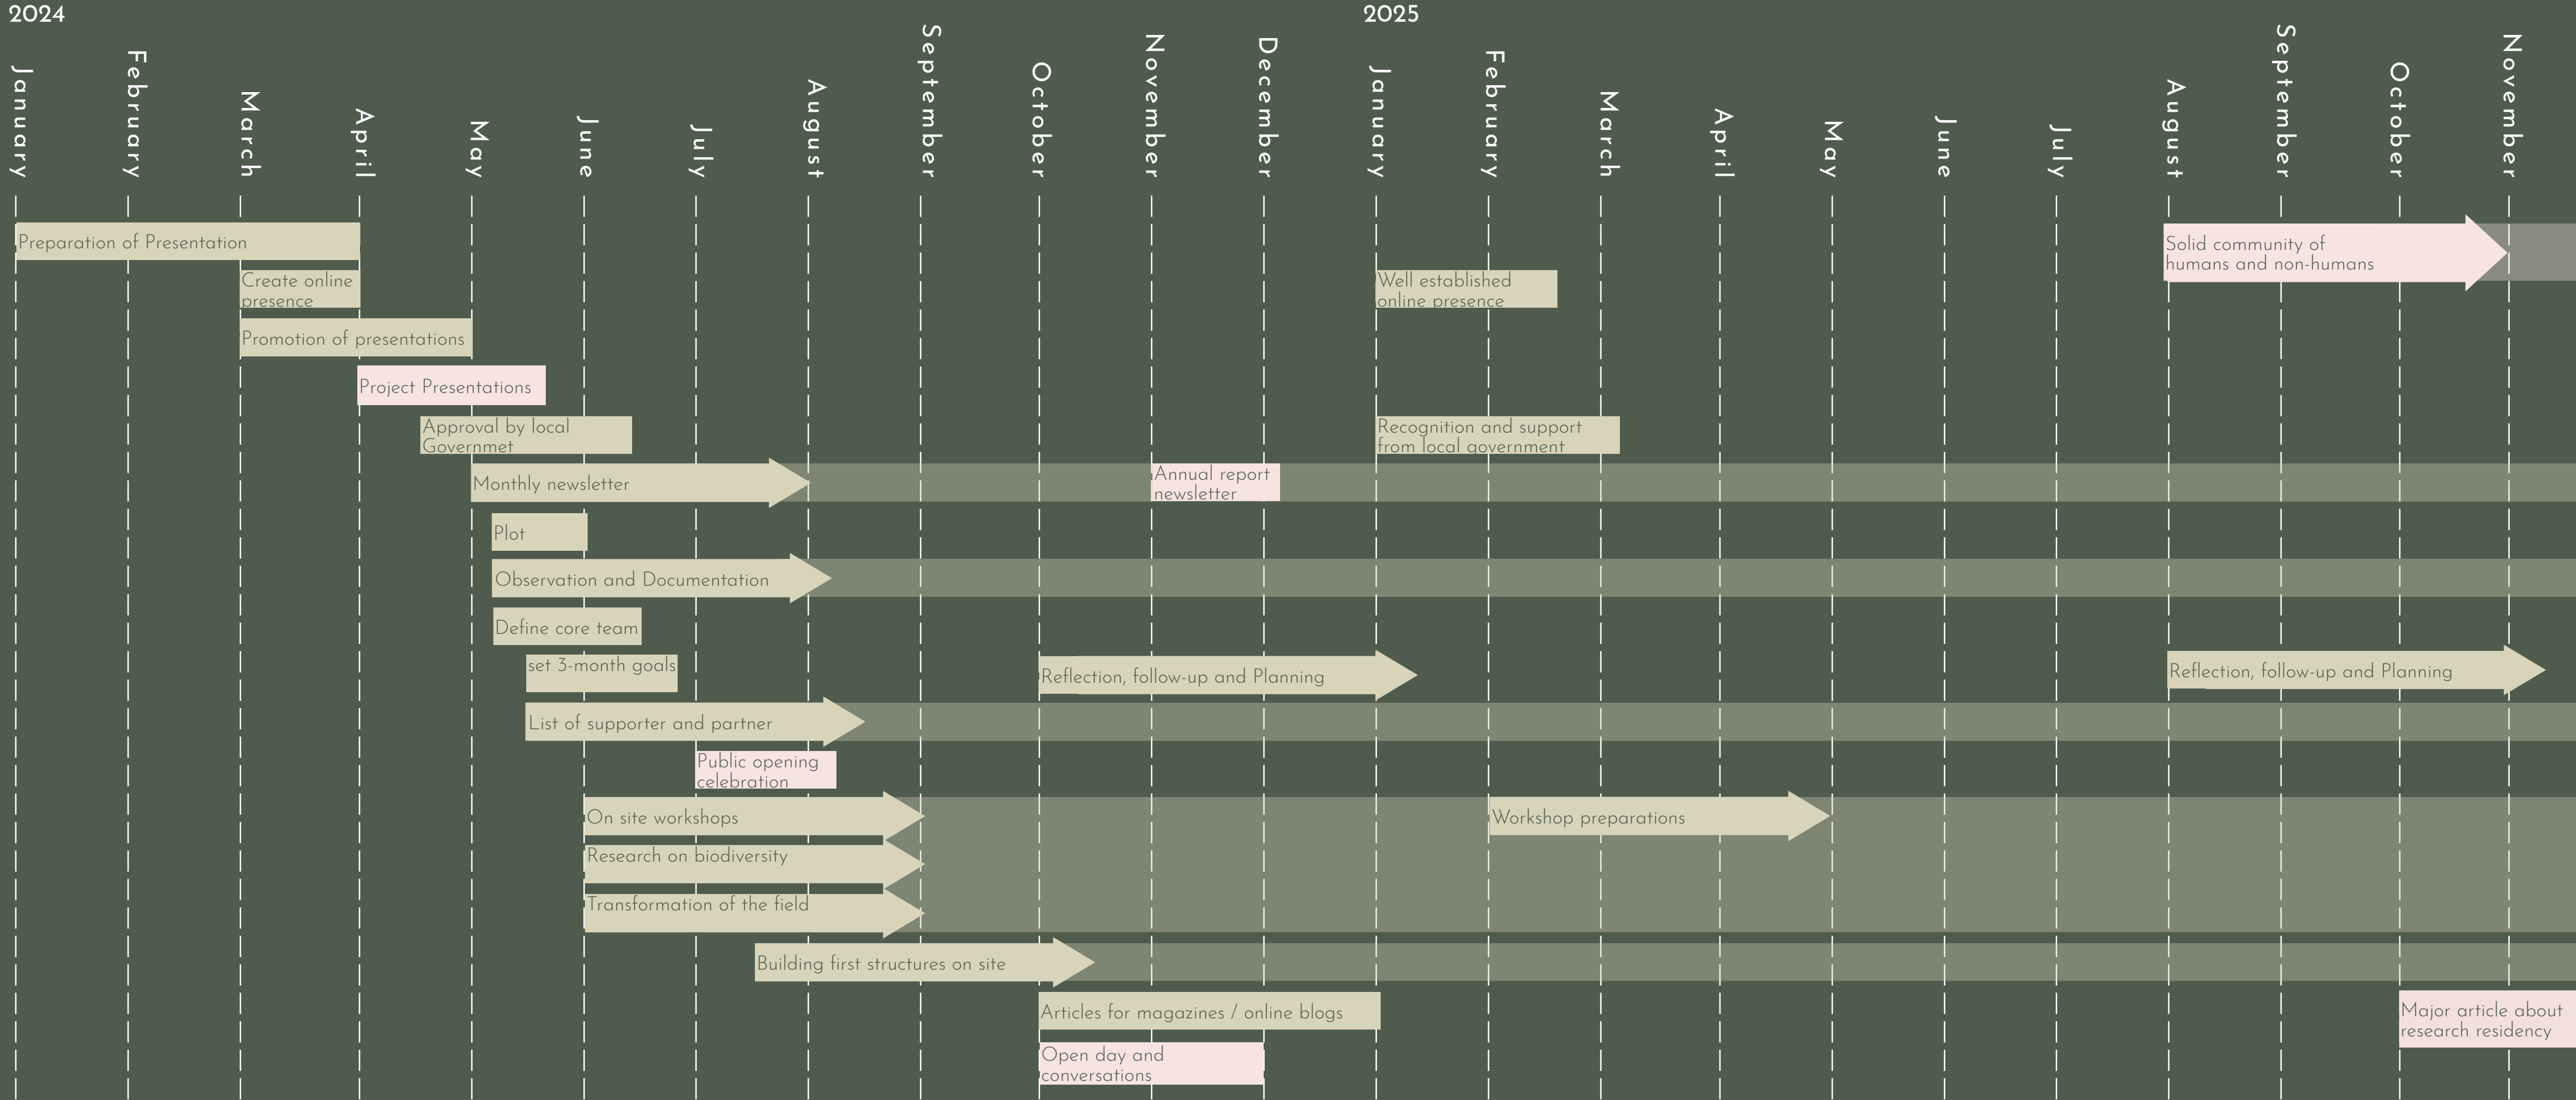 2024
2025
January
February
March
April
May
June
July
August
September
October
November
December
January
February
March
April
May
June
July
August
September
October
November
Preparation of Presentation
Solid community of
humans and non-humans
Create online
presence
Well established
online presence
Promotion of presentations
Project Presentations
Approval by local
Governmet
Recognition and support
from local government
Monthly newsletter
Annual report
newsletter
Plot
Observation and Documentation
Define core team
set 3-month goals
Reflection, follow-up and Planning
Reflection, follow-up and Planning
List of supporter and partner
Public opening
celebration
On site workshops
Workshop preparations
Research on biodiversity
Transformation of the field
Building first structures on site
Articles for magazines / online blogs
Major article about
research residency
Open day and
conversations